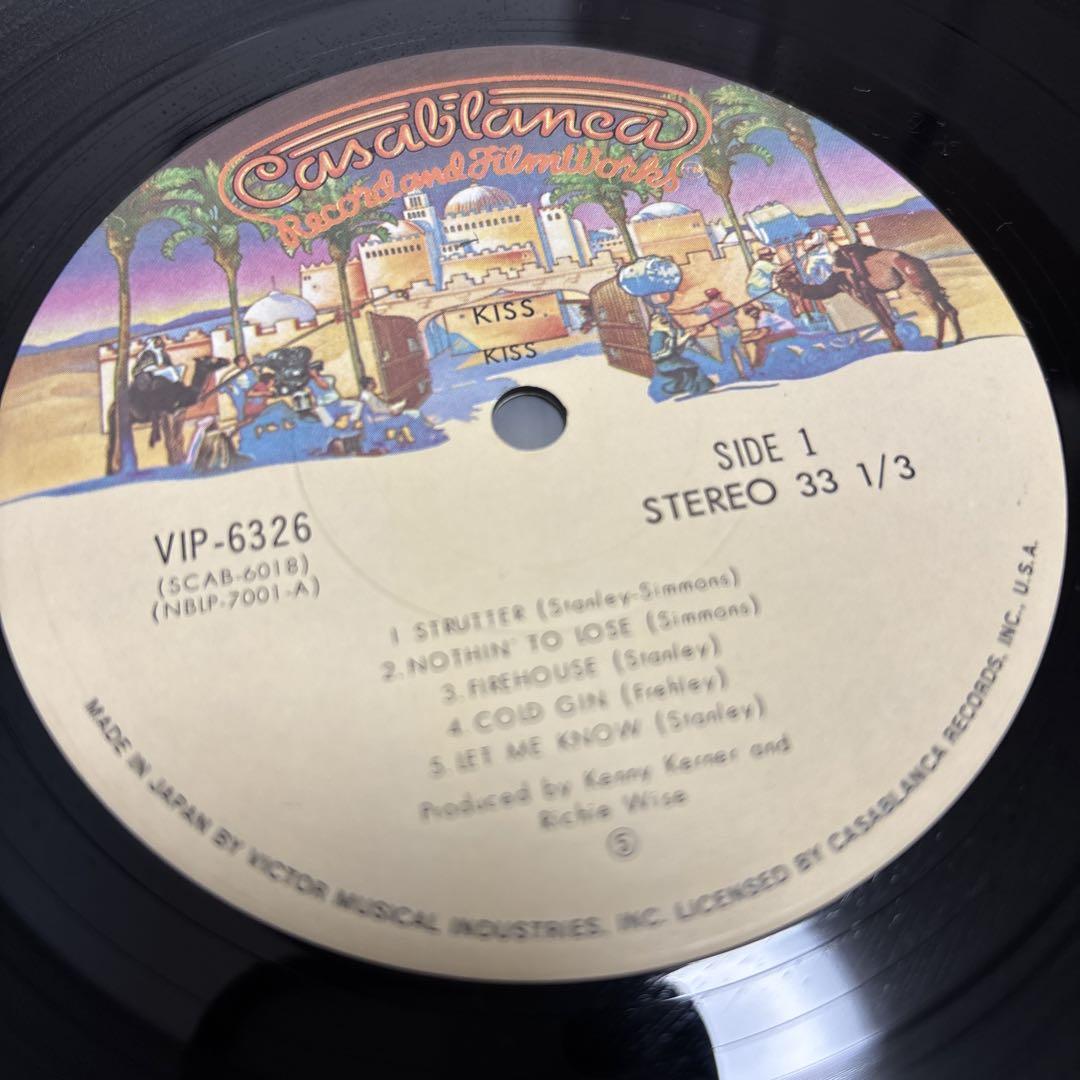 Casablanca
Record and FilmWorks™
KISS
KISS
SIDE 1
STEREO 33 1/3
VIP-6326
(SCAB-6018)
(NBLP-7001-A)
1 STRUTTER (Stanley-Simmons)
2. NOTHIN' TO LOSE (Simmons)
3. FIREHOUSE (Stanley)
4. COLD GIN (Frehley)
5. LET ME KNOW (Stanley)
Produced by Kenny Kerner and
Richie Wise
⑤
MADE IN JAPAN BY VICTOR MUSICAL INDUSTRIES, INC. LICENSED BY CASABLANCA RECORDS, INC., U.S.A.